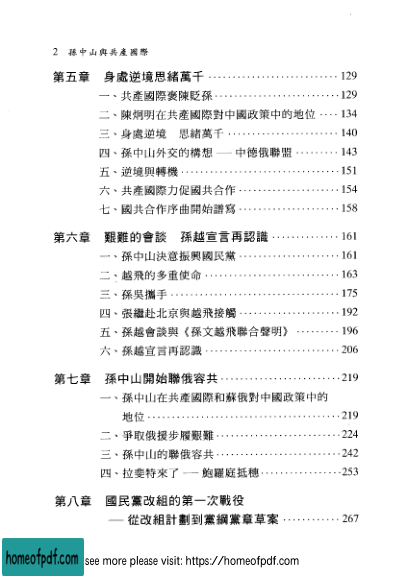 2 孫中山與共產國際
第五章 身處逆境思緒萬千 ············ 129
一、共產國際褒陳貶孫 ············ 129
二、陳炯明在共產國際對中國政策中的地位 ···· 134
三、身處逆境 思緒萬千 ············ 140
四、孫中山外交的構想 ── 中德俄聯盟 ········ 143
五、逆境與轉機 ············ 151
六、共產國際力促國共合作 ············ 154
七、國共合作序曲開始譜寫 ············ 158
第六章 艱難的會談 孫越宣言再認識 ············ 161
一、孫中山決意振興國民黨 ············ 161
二、越飛的多重使命 ············ 163
三、孫吳攜手 ············ 175
四、張繼赴北京與越飛接觸 ············ 192
五、孫越會談與《孫文越飛聯合聲明》 ········ 196
六、孫越宣言再認識 ············ 206
第七章 孫中山開始聯俄容共 ············ 219
一、孫中山在共產國際和蘇俄對中國政策中的
地位 ············ 219
二、爭取俄援步履艱難 ············ 224
三、孫中山的聯俄容共 ············ 242
四、拉斐特來了 ── 鮑羅庭抵穗 ············ 253
第八章 國民黨改組的第一次戰役
── 從改組計劃到黨綱黨章草案 ············ 267
homeofpdf.com
see more please visit: https://homeofpdf.com